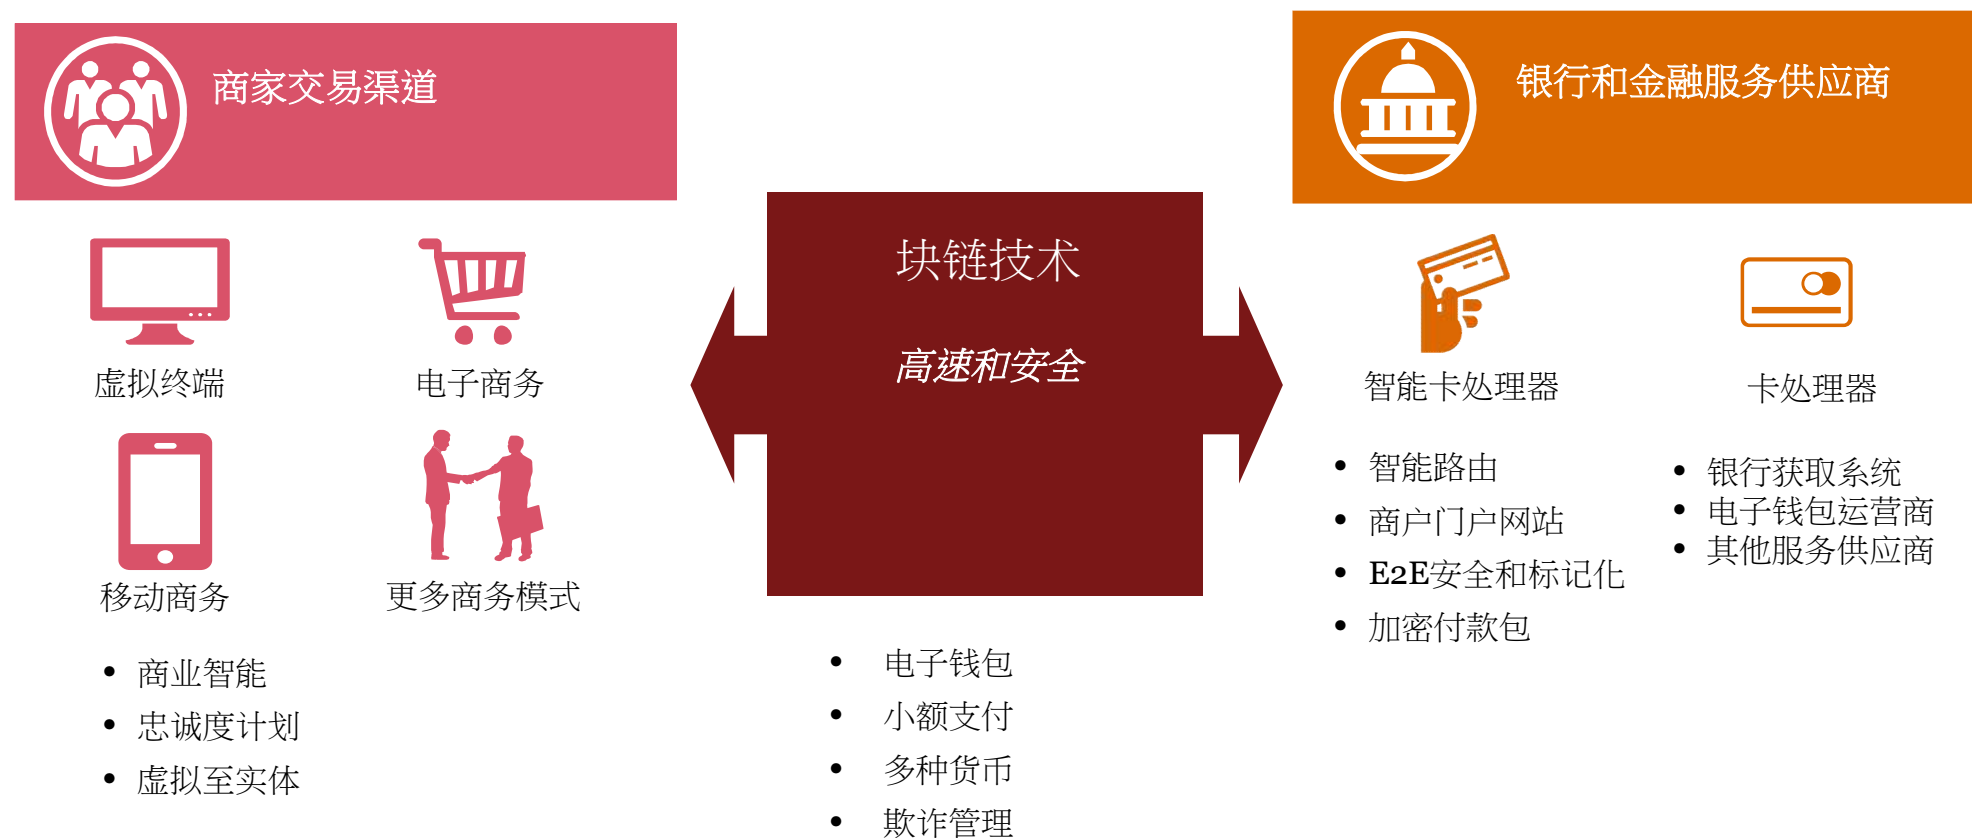 商家交易渠道
虚拟终端
电子商务
移动商务
更多商务模式
• 商业智能
• 忠诚度计划
• 虚拟至实体
块链技术
高速和安全
• 电子钱包
• 小额支付
• 多种货币
• 欺诈管理
银行和金融服务供应商
智能卡处理器
卡处理器
• 智能路由
• 商户门户网站
• E2E安全和标记化
• 加密付款包
• 银行获取系统
• 电子钱包运营商
• 其他服务供应商